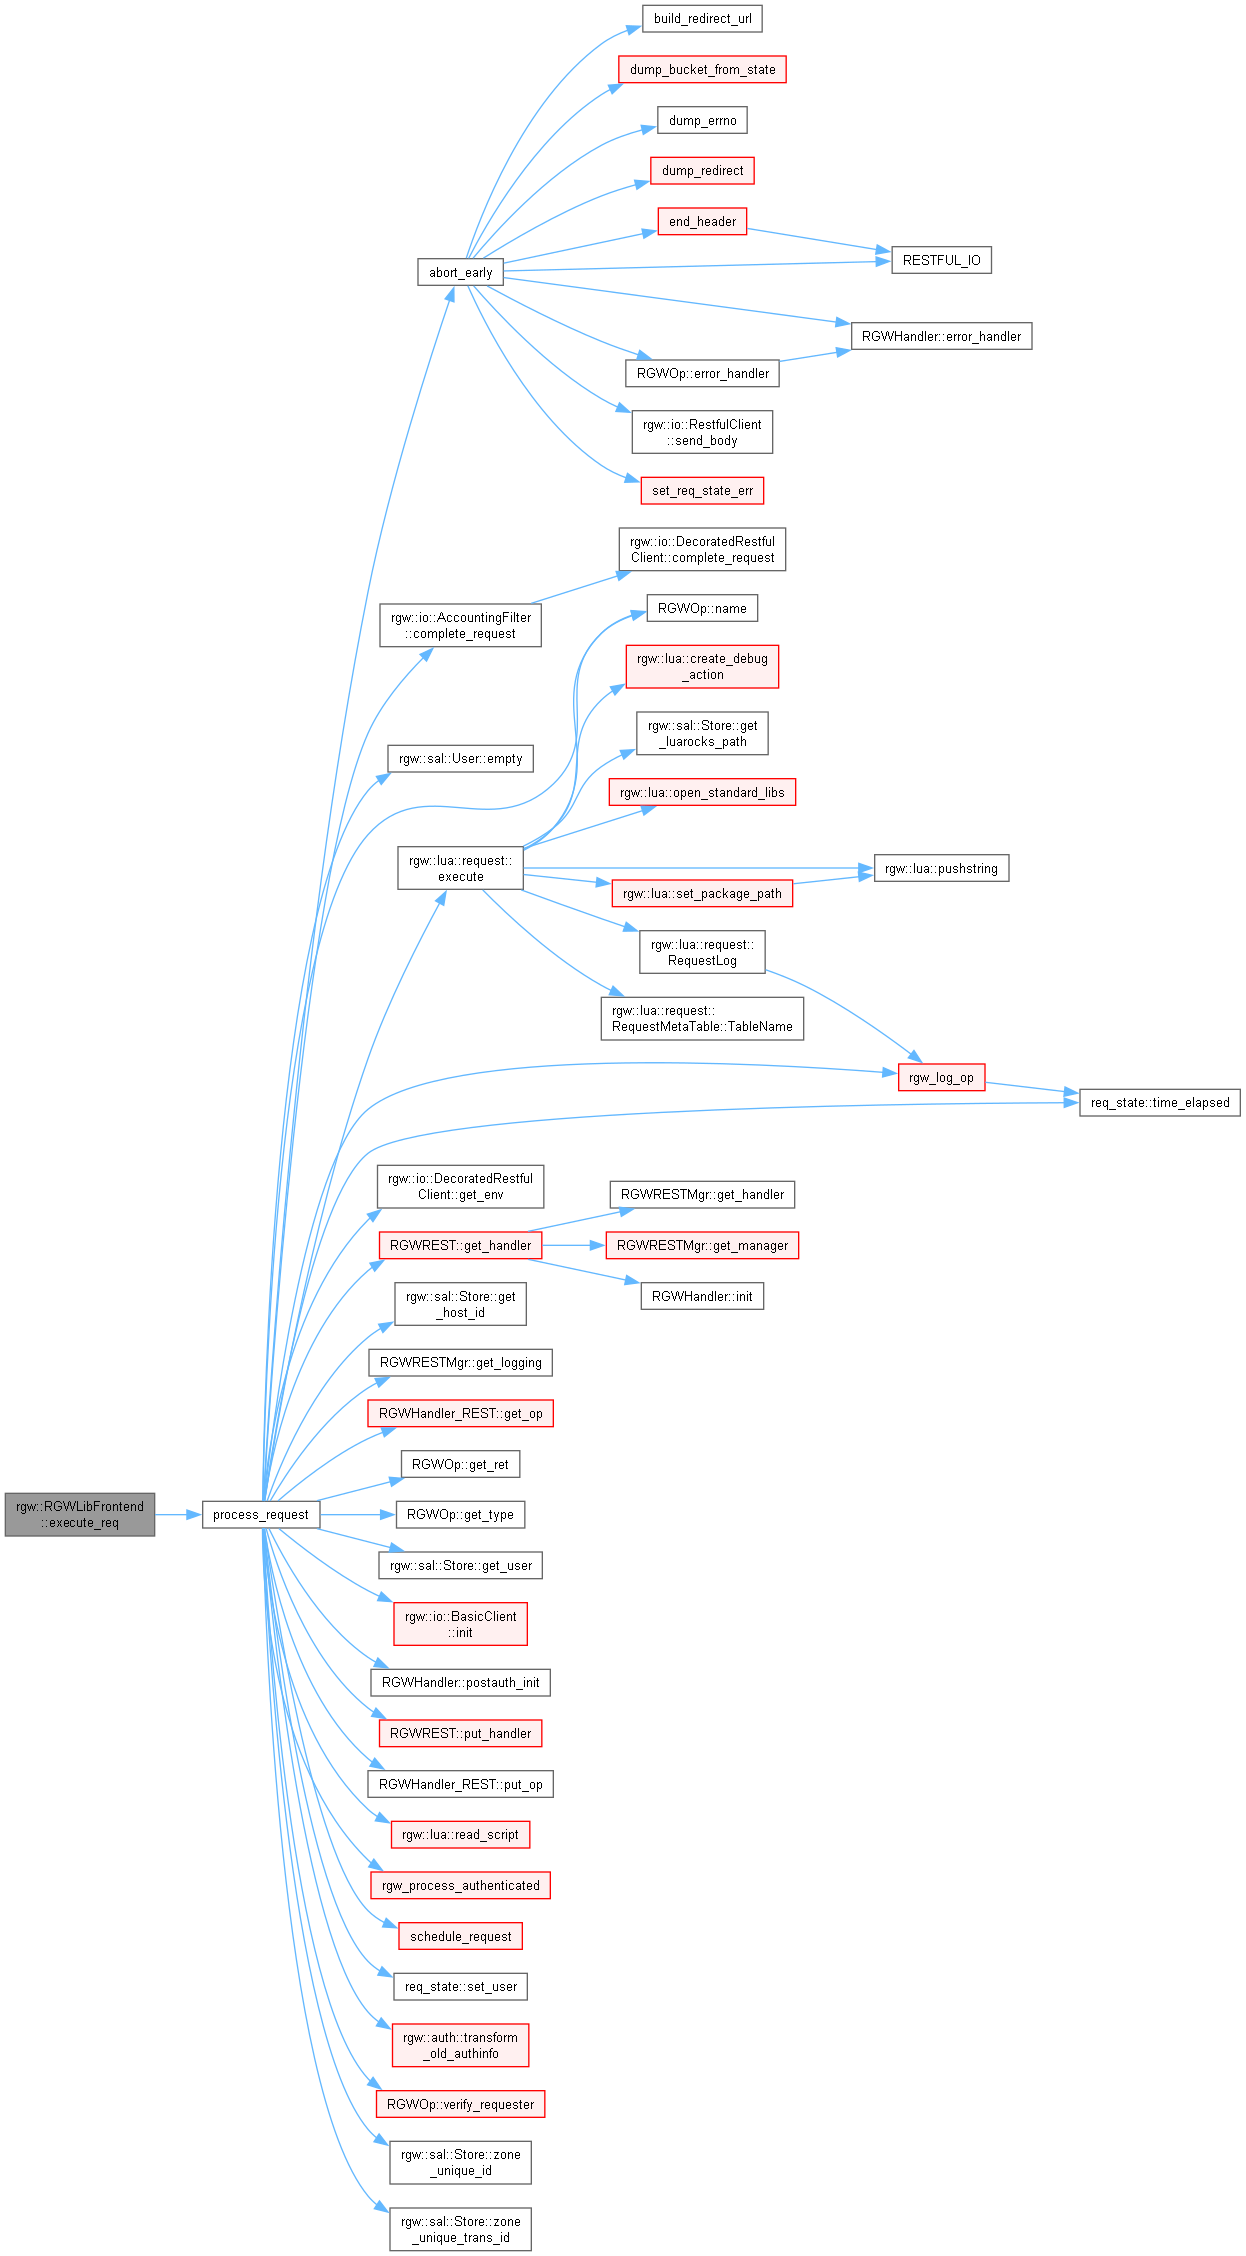 build_redirect_url
dump_bucket_from_state
dump_errno
dump_redirect
end_header
RESTFUL_IO
abort_early
RGWHandler::error_handler
RGWOp::error_handler
rgw::io::RestfulClient
::send_body
set_req_state_err
rgw::io::DecoratedRestful
Client::complete_request
rgw::io::AccountingFilter
::complete_request
RGWOp::name
rgw::lua::create_debug
_action
rgw::sal::Store::get
_luarocks_path
rgw::sal::User::empty
rgw::lua::open_standard_libs
rgw::lua::request::
execute
rgw::lua::pushstring
rgw::lua::set_package_path
rgw::lua::request::
RequestLog
rgw::lua::request::
RequestMetaTable::TableName
rgw_log_op
req_state::time_elapsed
rgw::io::DecoratedRestful
Client::get_env
RGWRESTMgr::get_handler
RGWREST::get_handler
RGWRESTMgr::get_manager
RGWHandler::init
rgw::sal::Store::get
_host_id
RGWRESTMgr::get_logging
RGWHandler_REST::get_op
RGWOp::get_ret
rgw::RGWLibFrontend
::execute_req
process_request
RGWOp::get_type
rgw::sal::Store::get_user
rgw::io::BasicClient
::init
RGWHandler::postauth_init
RGWREST::put_handler
RGWHandler_REST::put_op
rgw::lua::read_script
rgw_process_authenticated
schedule_request
req_state::set_user
rgw::auth::transform
_old_authinfo
RGWOp::verify_requester
rgw::sal::Store::zone
_unique_id
rgw::sal::Store::zone
_unique_trans_id